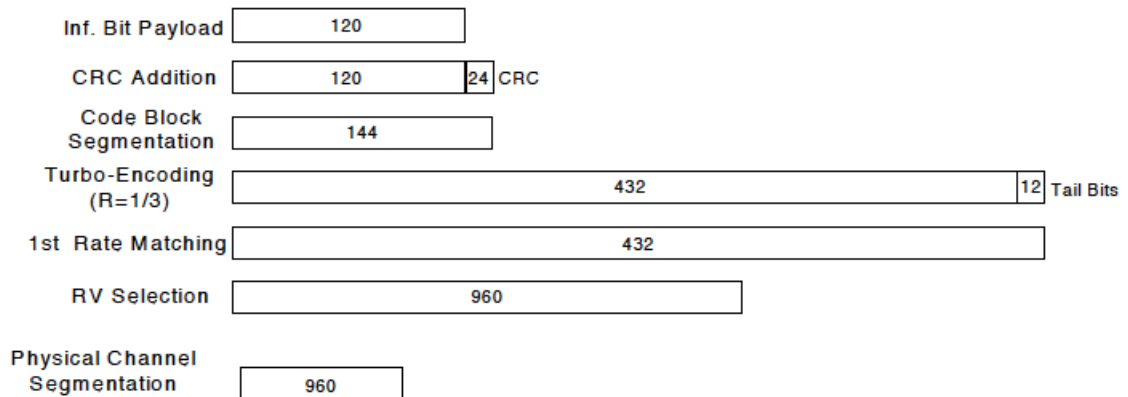 Inf. Bit Payload 120
CRC Addition 120 24 CRC
Code Block
Segmentation 144
Turbo-Encoding
(R=1/3) 432 12 Tail Bits
1st Rate Matching 432
RV Selection 960
Physical Channel
Segmentation 960